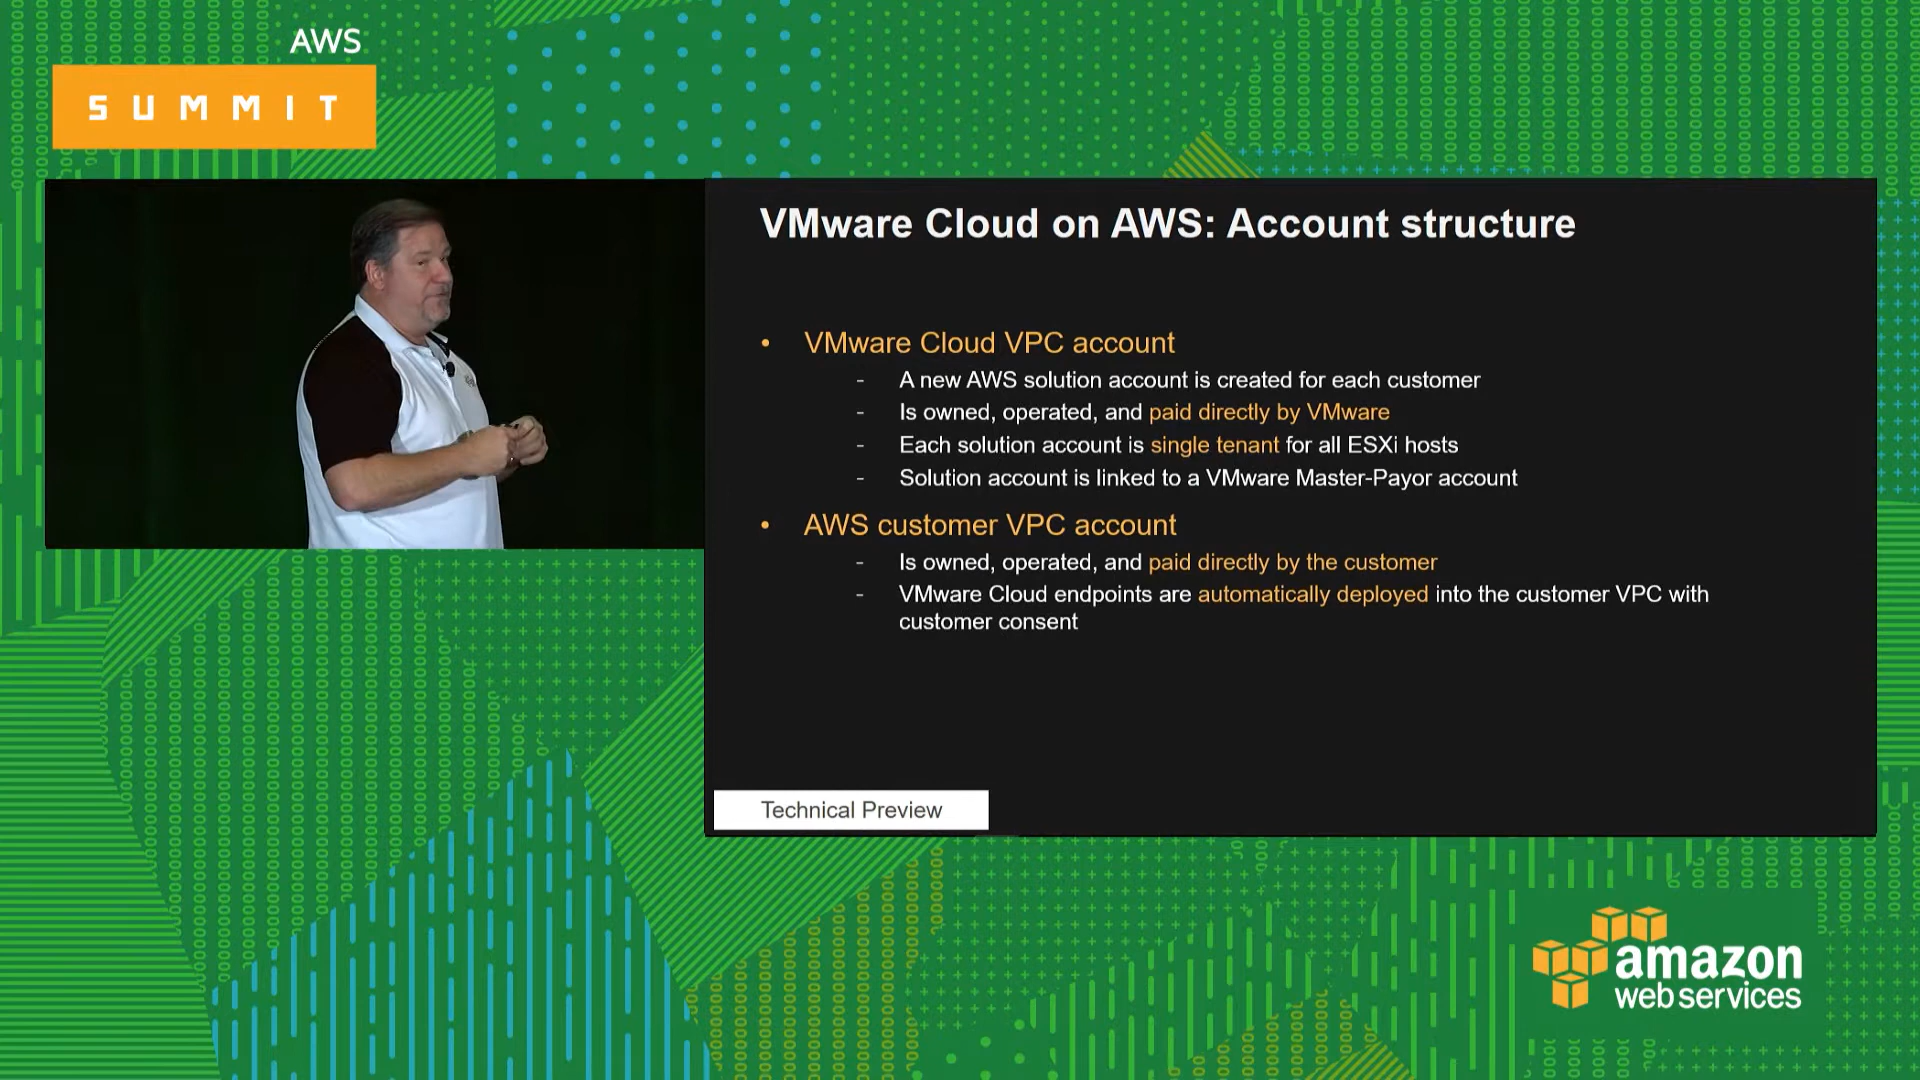 AWS
SUMMIT
VMware Cloud on AWS: Account structure
• VMware Cloud VPC account
- A new AWS solution account is created for each customer
- Is owned, operated, and paid directly by VMware
- Each solution account is single tenant for all ESXi hosts
- Solution account is linked to a VMware Master-Payor account
• AWS customer VPC account
- Is owned, operated, and paid directly by the customer
- VMware Cloud endpoints are automatically deployed into the customer VPC with
customer consent
Technical Preview
amazon
web services